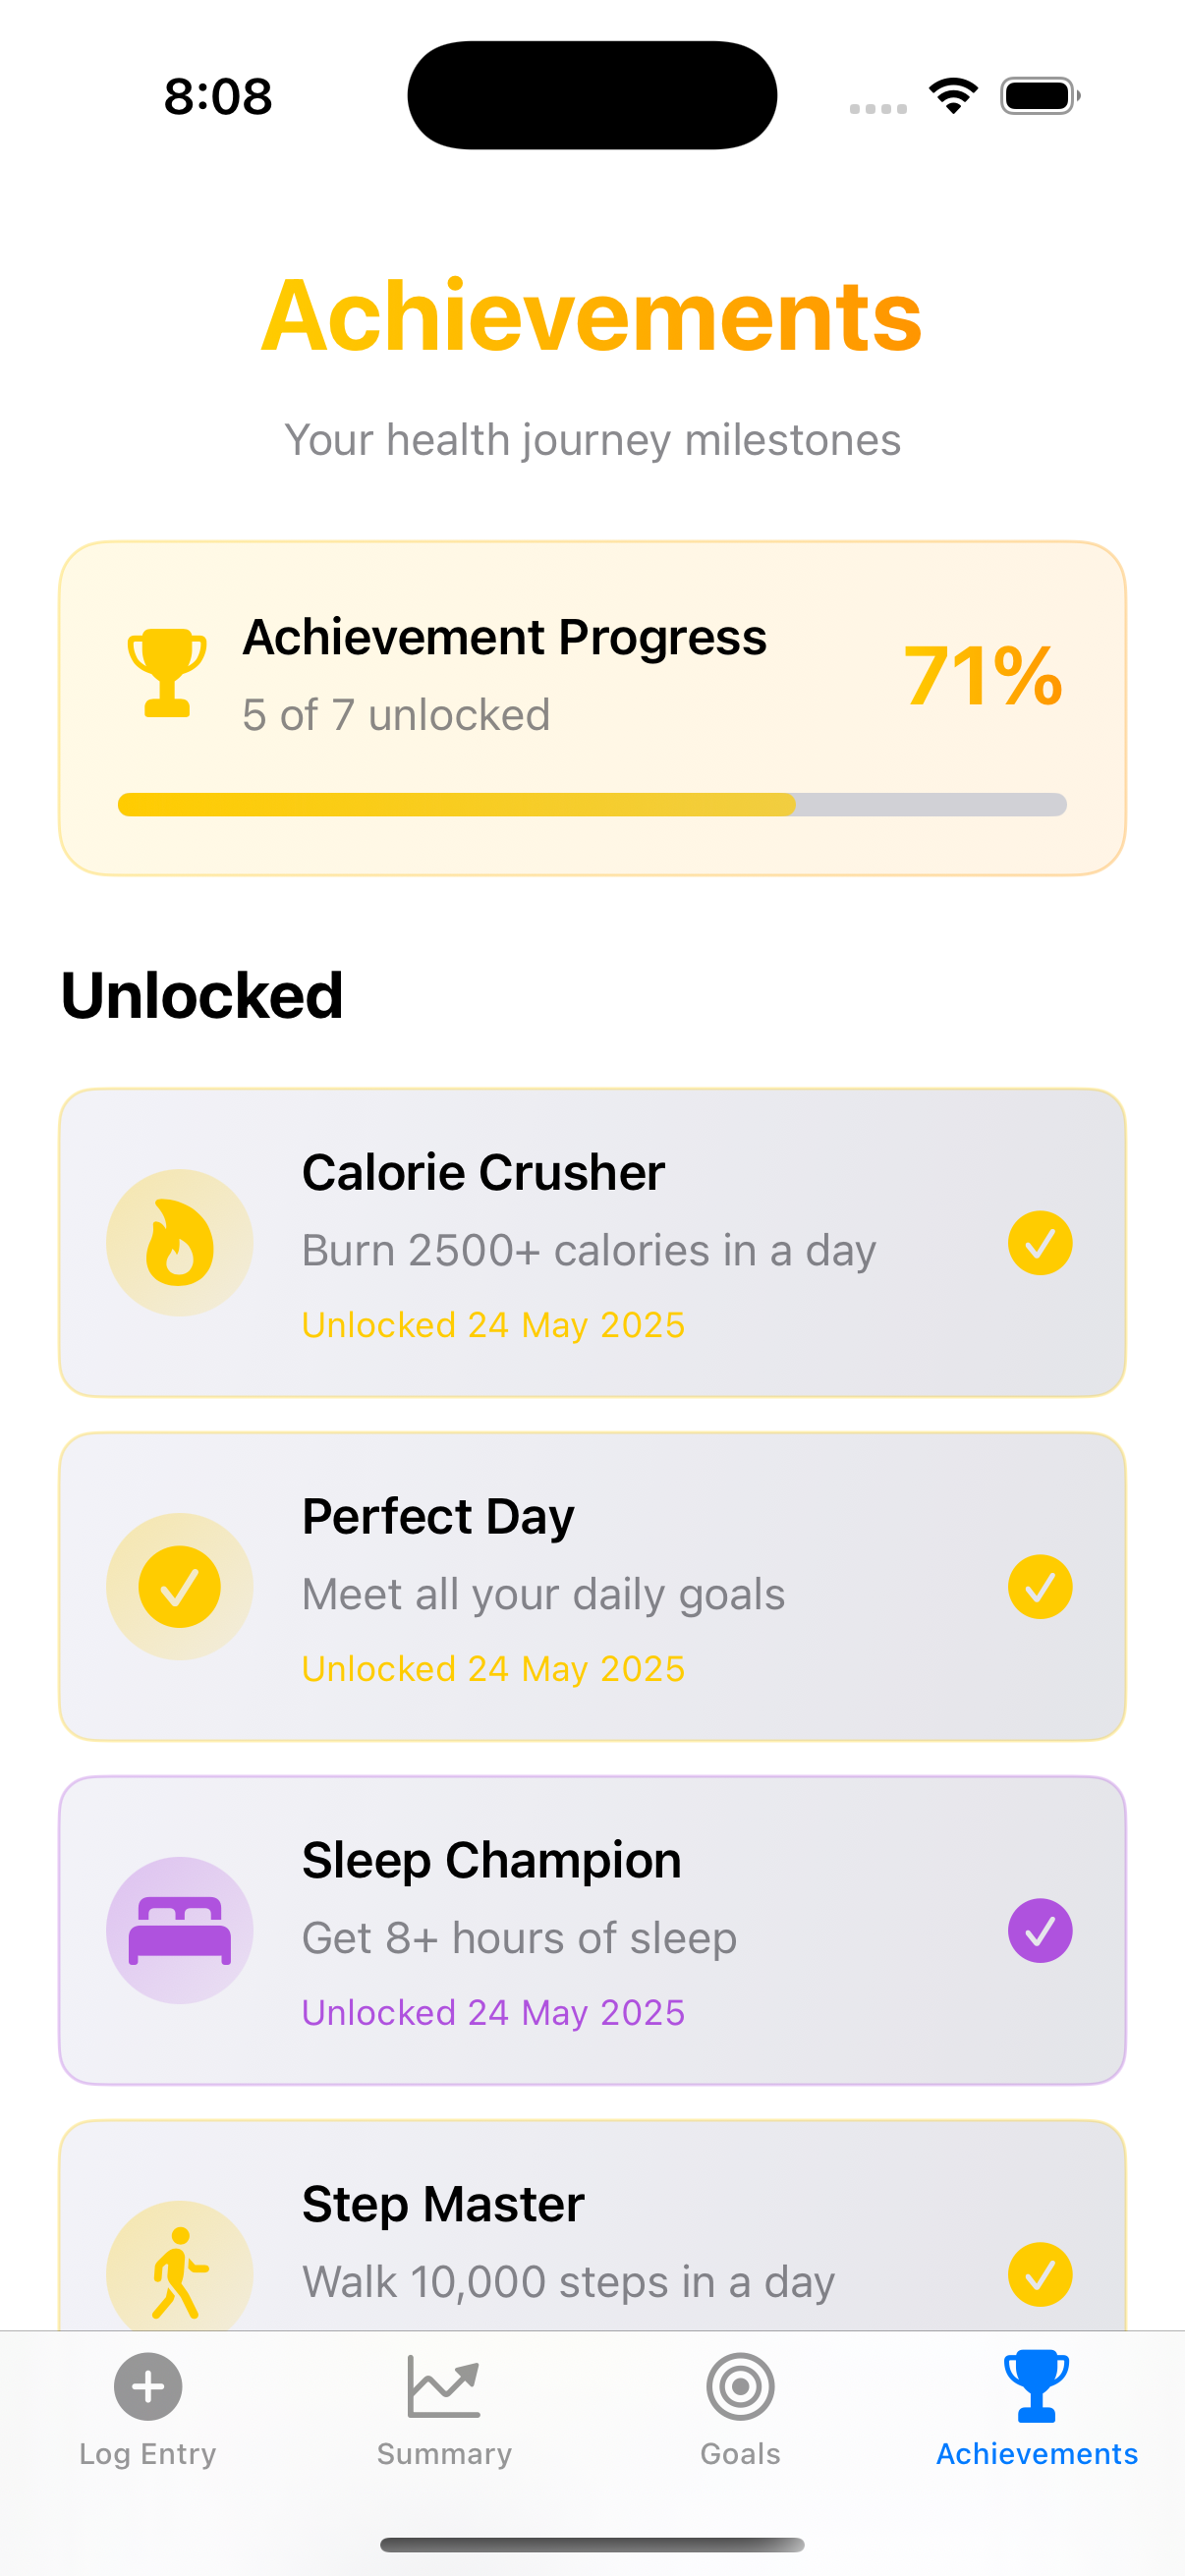 8:08
Achievements
Your health journey milestones
Achievement Progress
5 of 7 unlocked
71%
Unlocked
Calorie Crusher
Burn 2500+ calories in a day
Unlocked 24 May 2025
Perfect Day
Meet all your daily goals
Unlocked 24 May 2025
Sleep Champion
Get 8+ hours of sleep
Unlocked 24 May 2025
Step Master
Walk 10,000 steps in a day
Log Entry
Summary
Goals
Achievements